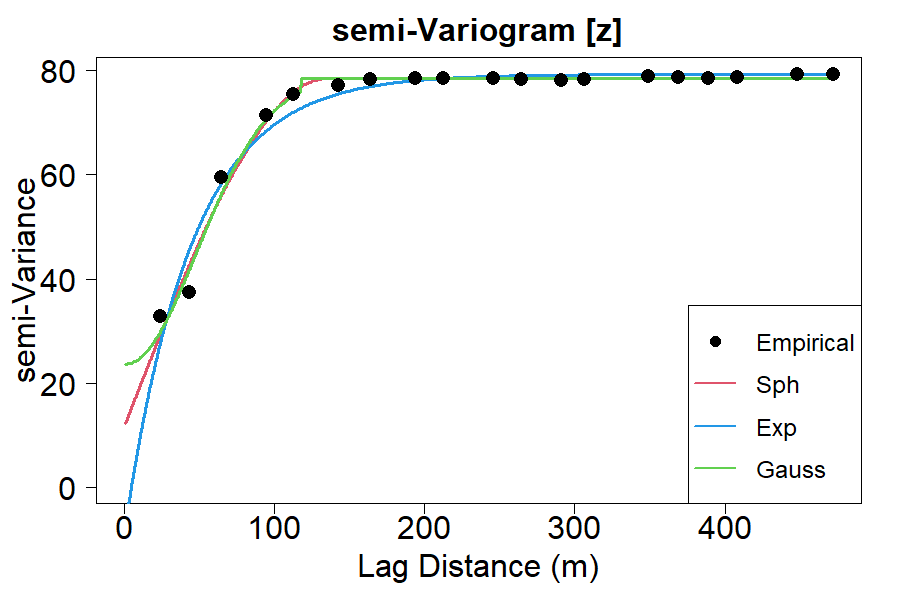 semi-Variogram [z]
semi-Variance
80
60
40
20
0
0 100 200 300 400
Lag Distance (m)
Empirical
Sph
Exp
Gauss